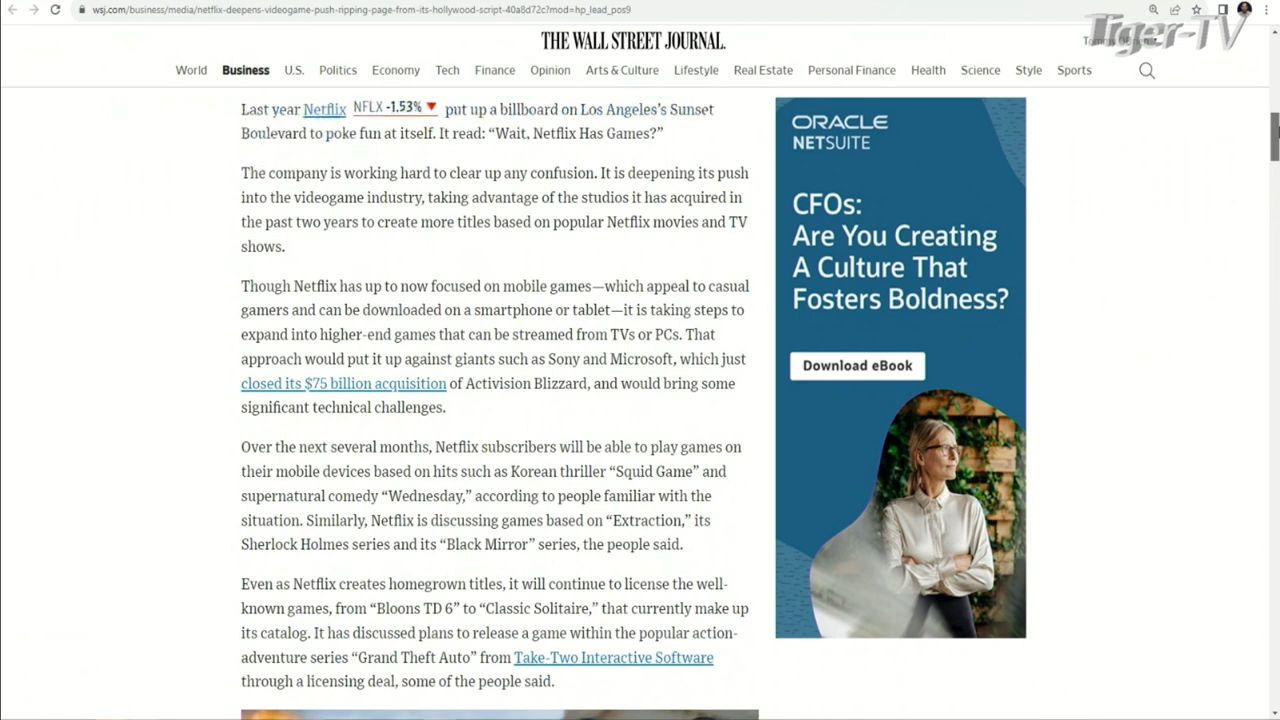 wsj.com/business/media/netflix-deepens-videogame-push-ripping-page-from-its-hollywood-script-40a8d72c?mod=hp_lead_pos9
Tiger-TV
THE WALL STREET JOURNAL.
World Business U.S. Politics Economy Tech Finance Opinion Arts & Culture Lifestyle Real Estate Personal Finance Health Science Style Sports
Last year Netflix NFLX -1.53% ▼ put up a billboard on Los Angeles’s Sunset
Boulevard to poke fun at itself. It read: “Wait, Netflix Has Games?”
The company is working hard to clear up any confusion. It is deepening its push
into the videogame industry, taking advantage of the studios it has acquired in
the past two years to create more titles based on popular Netflix movies and TV
shows.
Though Netflix has up to now focused on mobile games—which appeal to casual
gamers and can be downloaded on a smartphone or tablet—it is taking steps to
expand into higher-end games that can be streamed from TVs or PCs. That
approach would put it up against giants such as Sony and Microsoft, which just
closed its $75 billion acquisition of Activision Blizzard, and would bring some
significant technical challenges.
Over the next several months, Netflix subscribers will be able to play games on
their mobile devices based on hits such as Korean thriller “Squid Game” and
supernatural comedy “Wednesday,” according to people familiar with the
situation. Similarly, Netflix is discussing games based on “Extraction,” its
Sherlock Holmes series and its “Black Mirror” series, the people said.
Even as Netflix creates homegrown titles, it will continue to license the well-
known games, from “Bloons TD 6” to “Classic Solitaire,” that currently make up
its catalog. It has discussed plans to release a game within the popular action-
adventure series “Grand Theft Auto” from Take-Two Interactive Software
through a licensing deal, some of the people said.
ORACLE
NETSUITE
CFOs:
Are You Creating
A Culture That
Fosters Boldness?
Download eBook